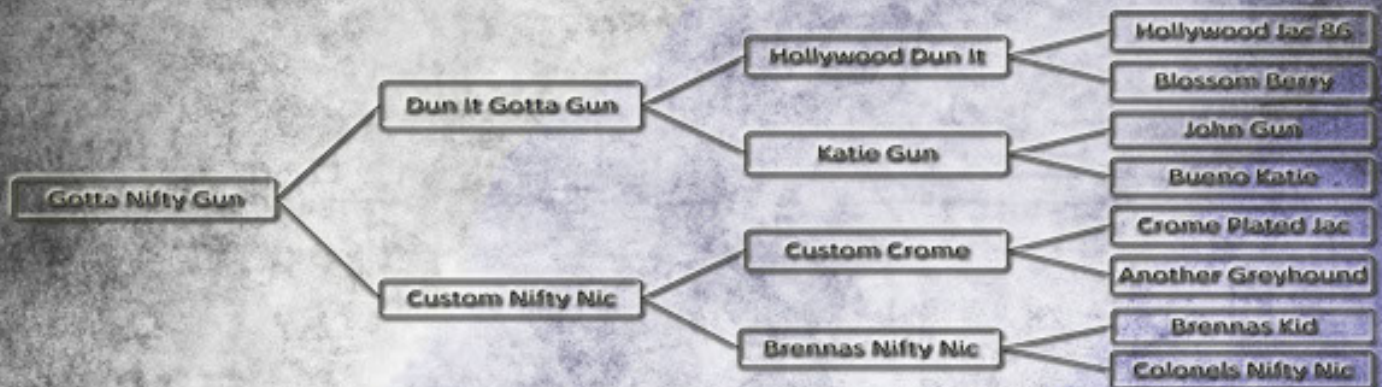 Hollywood Jac 86
Hollywood Dun It
Blossom Berry
Dun It Gotta Gun
John Gun
Katie Gun
Bueno Katie
Gotta Nifty Gun
Crome Plated Jac
Custom Crome
Another Greyhound
Custom Nifty Nic
Brennas Kid
Brennas Nifty Nic
Colonels Nifty Nic